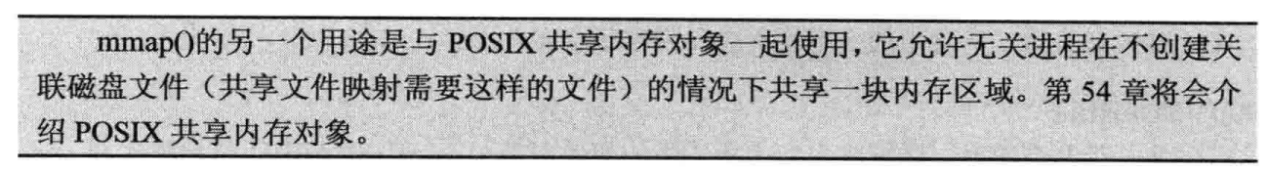 mmap()的另一个用途是与 POSIX 共享内存对象一起使用，它允许无关进程在不创建关
联磁盘文件（共享文件映射需要这样的文件）的情况下共享一块内存区域。第 54 章将会介
绍 POSIX 共享内存对象。